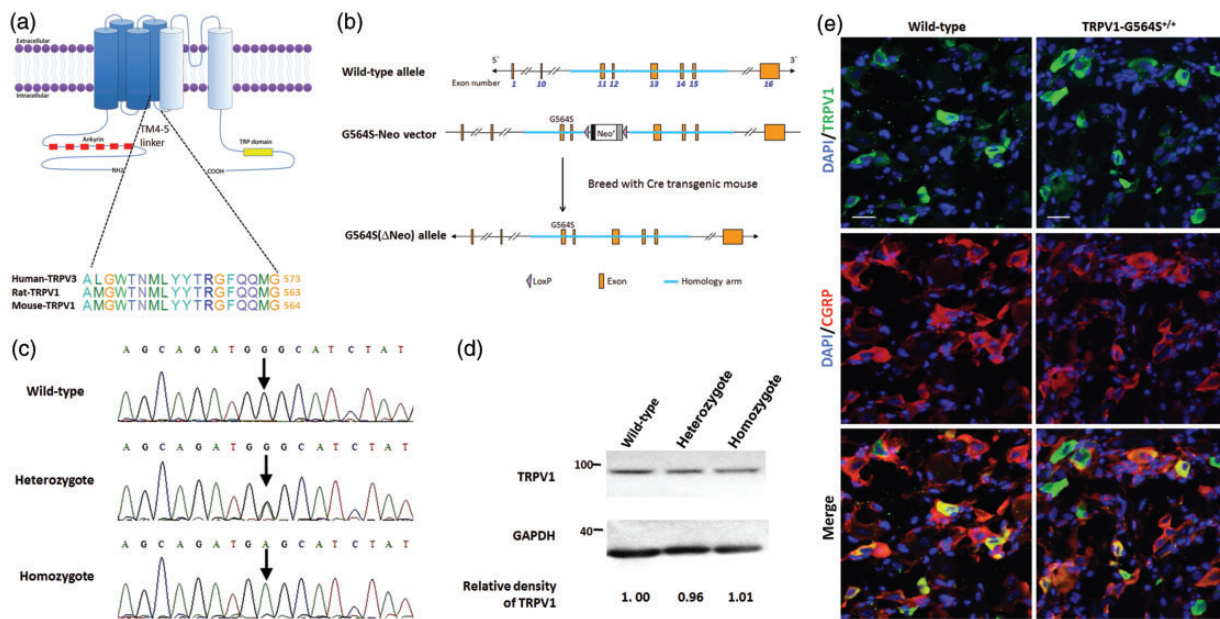 (a)
Extracellular
Intracellular
Ankyrin
TM4-5
linker
TRP domain
NH2
COOH
Human-TRPV3 ALGWTNMLYYTRGFQQMG 573
Rat-TRPV1 AMGWTNMLYYTRGFQQMG 563
Mouse-TRPV1 AMGWTNMLYYTRGFQQMG 564
(b)
5' 3'
Wild-type allele
Exon number 1 10 11 12 13 14 15 16
G564S
G564S-Neo vector
Neoʳ
Breed with Cre transgenic mouse
G564S
G564S(ΔNeo) allele
LoxP Exon Homology arm
(c)
A G C A G A T G G G C A T C T A T
Wild-type
A G C A G A T G G G C A T C T A T
Heterozygote
A G C A G A T G A G C A T C T A T
Homozygote
(d)
Wild-type
Heterozygote
Homozygote
TRPV1
100
GAPDH
40
Relative density
of TRPV1
1.00 0.96 1.01
(e)
Wild-type TRPV1-G564S+/+
DAPI/TRPV1
DAPI/CGRP
Merge